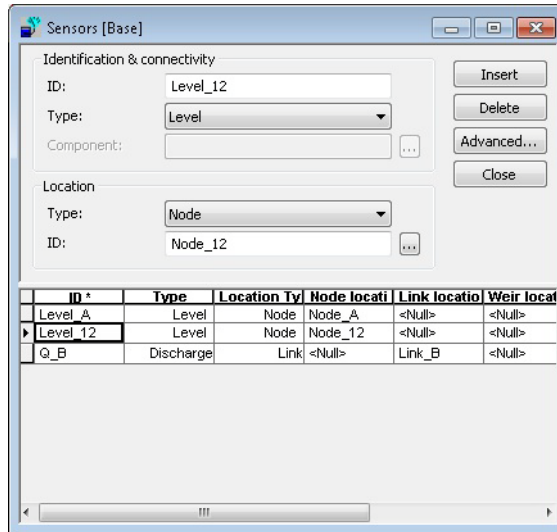 Sensors [Base]
Identification & connectivity
ID: Level_12
Type: Level
Component: ...
Insert
Delete
Advanced...
Close
Location
Type: Node
ID: Node_12 ...
ID * Type Location Ty Node locati Link locatio Weir locat
Level_A Level Node Node_A <Null> <Null>
Level_12 Level Node Node_12 <Null> <Null>
Q_B Discharge Link <Null> Link_B <Null>